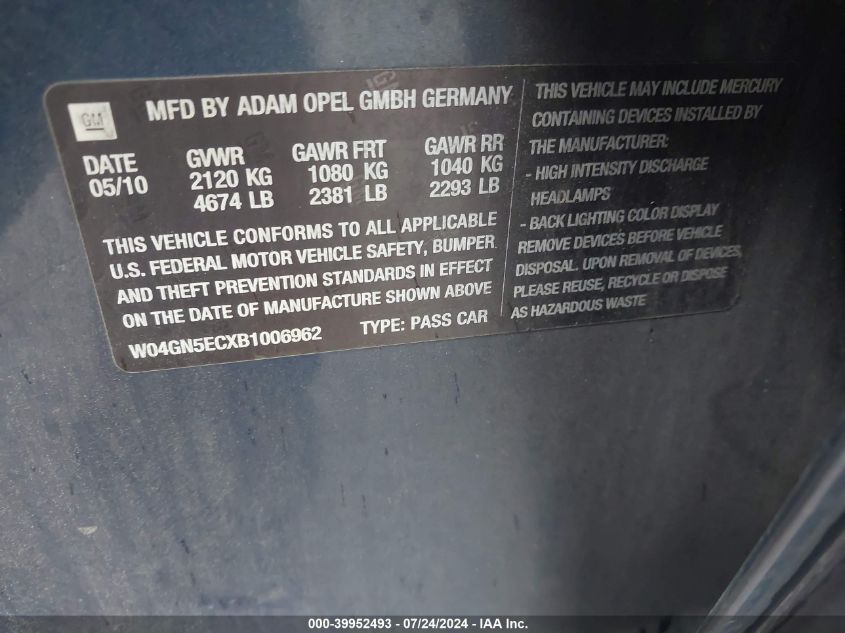 GM
MFD BY ADAM OPEL GMBH GERMANY
DATE GVWR GAWR FRT GAWR RR
05/10 2120 KG 1080 KG 1040 KG
4674 LB 2381 LB 2293 LB
THIS VEHICLE CONFORMS TO ALL APPLICABLE
U.S. FEDERAL MOTOR VEHICLE SAFETY, BUMPER
AND THEFT PREVENTION STANDARDS IN EFFECT
ON THE DATE OF MANUFACTURE SHOWN ABOVE
W04GN5ECXB1006962 TYPE: PASS CAR
THIS VEHICLE MAY INCLUDE MERCURY
CONTAINING DEVICES INSTALLED BY
THE MANUFACTURER:
- HIGH INTENSITY DISCHARGE
HEADLAMPS
- BACK LIGHTING COLOR DISPLAY
REMOVE DEVICES BEFORE VEHICLE
DISPOSAL. UPON REMOVAL OF DEVICES,
PLEASE REUSE, RECYCLE OR DISPOSE
AS HAZARDOUS WASTE
000-39952493 / 07/24/2024 - IAA Inc.